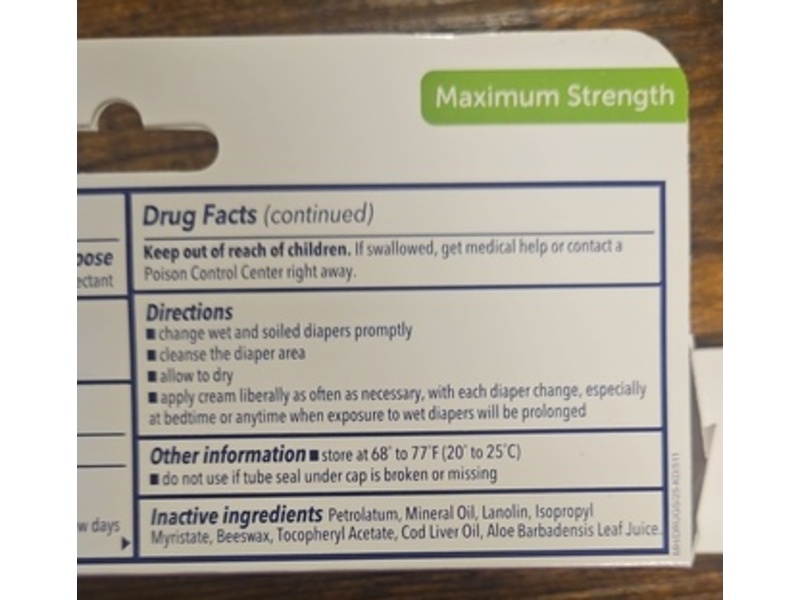 Maximum Strength
Drug Facts (continued)
Keep out of reach of children. If swallowed, get medical help or contact a
Poison Control Center right away.
Directions
■ change wet and soiled diapers promptly
■ cleanse the diaper area
■ allow to dry
■ apply cream liberally as often as necessary, with each diaper change, especially
at bedtime or anytime when exposure to wet diapers will be prolonged
Other information ■ store at 68° to 77°F (20° to 25°C)
■ do not use if tube seal under cap is broken or missing
Inactive ingredients Petrolatum, Mineral Oil, Lanolin, Isopropyl
Myristate, Beeswax, Tocopheryl Acetate, Cod Liver Oil, Aloe Barbadensis Leaf Juice.
pose
ectant
w days